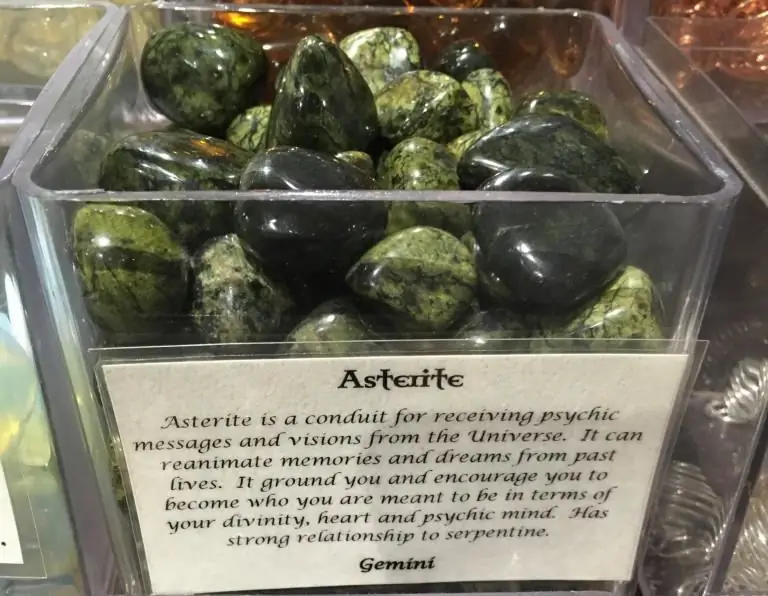 Asterite
Asterite is a conduit for receiving psychic
messages and visions from the Universe. It can
reanimate memories and dreams from past
lives. It ground you and encourage you to
become who you are meant to be in terms of
your divinity, heart and psychic mind. Has
strong relationship to serpentine.
Gemini